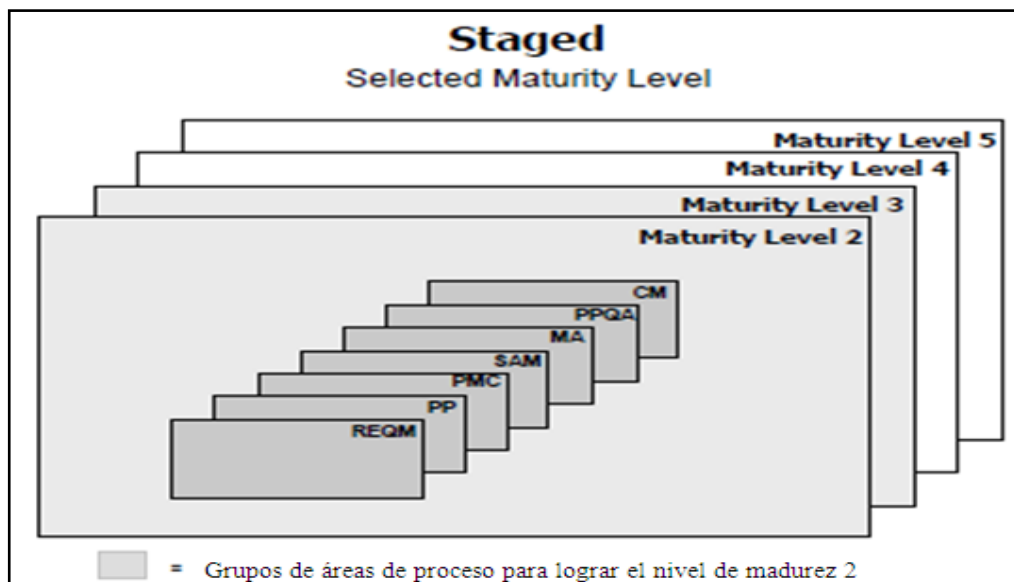 Staged
Selected Maturity Level
Maturity Level 5
Maturity Level 4
Maturity Level 3
Maturity Level 2
CM
PPQA
MA
SAM
PMC
PP
REQM
= Grupos de áreas de proceso para lograr el nivel de madurez 2